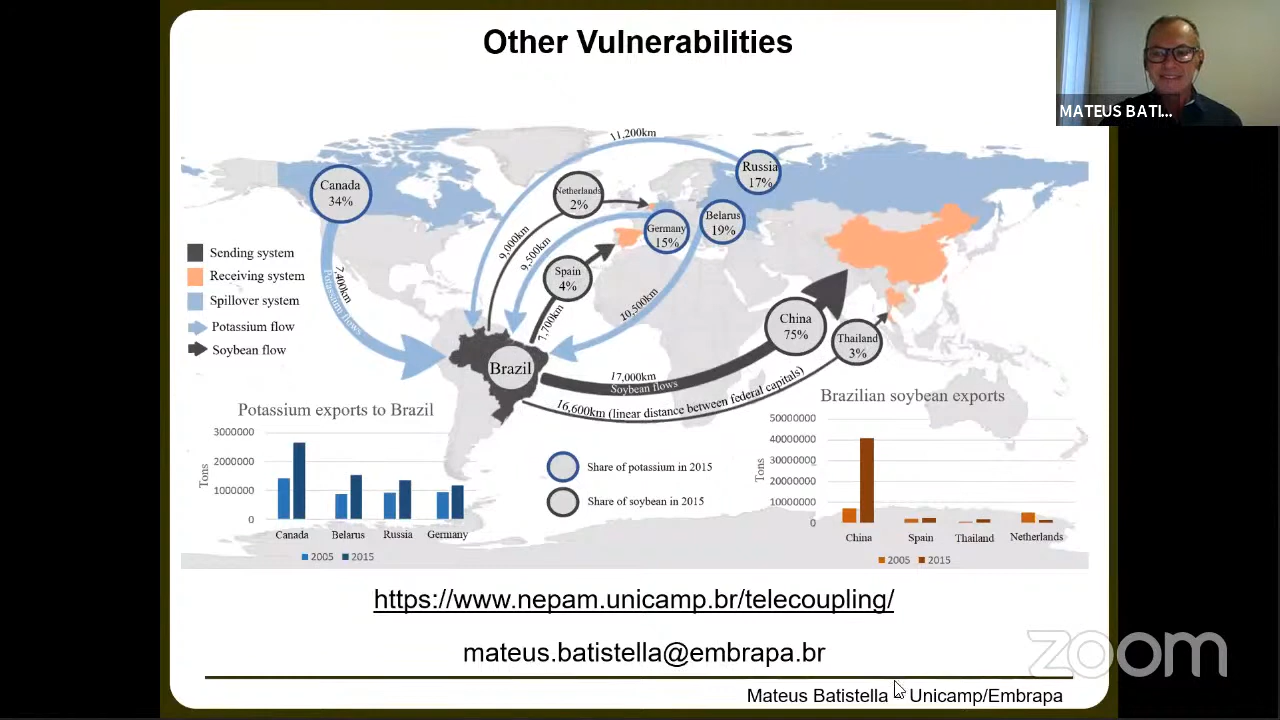 Other Vulnerabilities
MATEUS BATI...
11,200km
Russia
17%
Canada
34%
Netherlands
2%
Belarus
19%
Germany
15%
9,000km
9,500km
Sending system
Receiving system
Spillover system
Potassium flow
Soybean flow
7,400km
Potassium flows
Spain
4%
7,700km
10,500km
China
75%
Thailand
3%
Brazil
17,000km
Soybean flows
16,600km (linear distance between federal capitals)
Potassium exports to Brazil
3000000
2000000
1000000
0
Tons
Canada
Belarus
Russia
Germany
2005
2015
Share of potassium in 2015
Share of soybean in 2015
Brazilian soybean exports
50000000
40000000
30000000
20000000
10000000
0
Tons
China
Spain
Thailand
Netherlands
2005
2015
https://www.nepam.unicamp.br/telecoupling/
mateus.batistella@embrapa.br
zoom
Mateus Batistella Unicamp/Embrapa